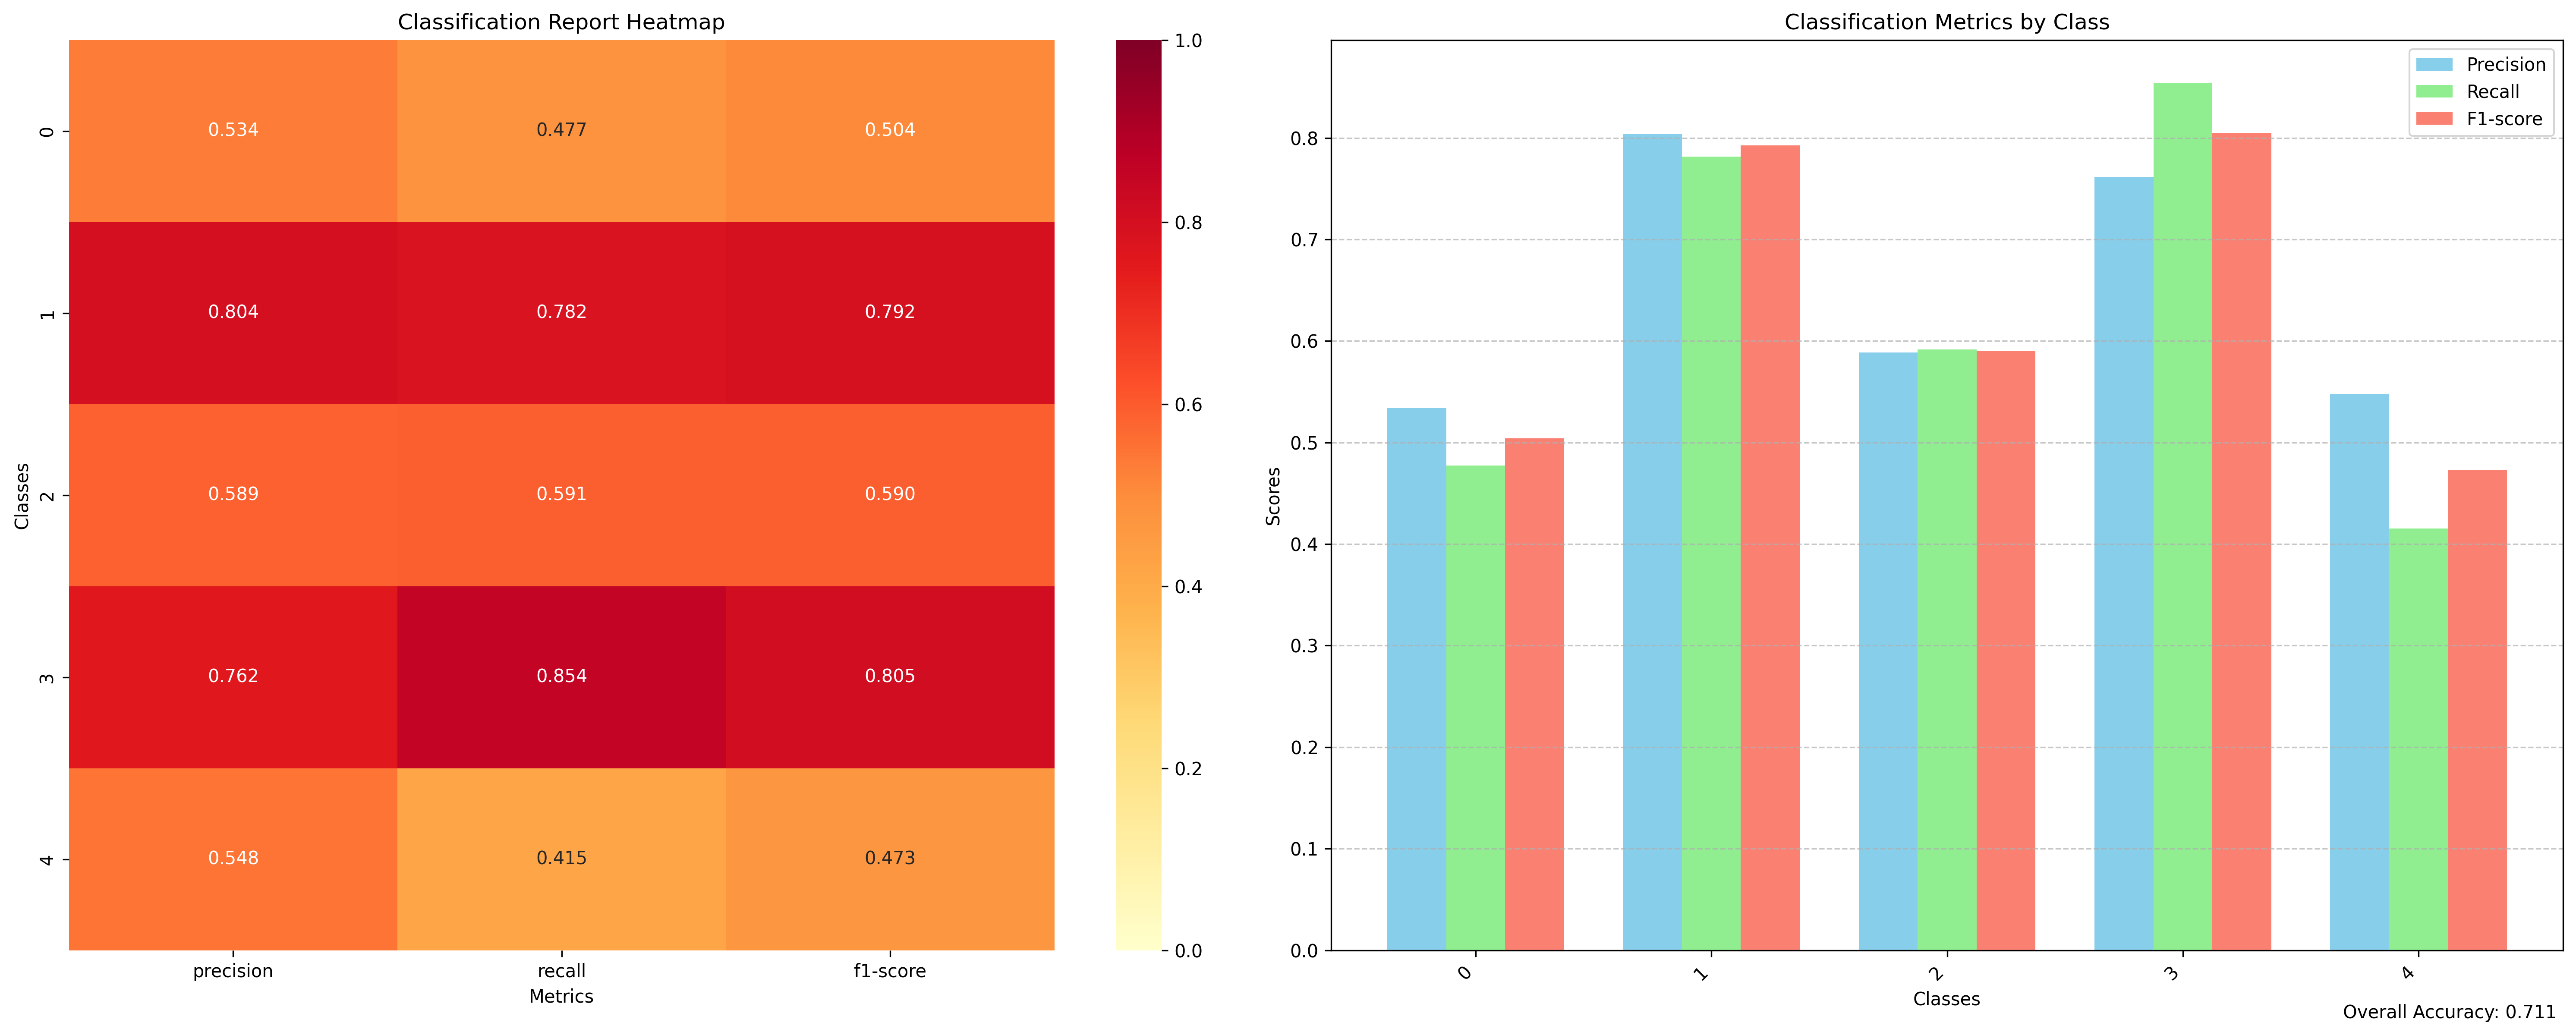 Classification Report Heatmap
0.534 0.477 0.504
0.804 0.782 0.792
0.589 0.591 0.590
0.762 0.854 0.805
0.548 0.415 0.473
0
1
2
3
4
Classes
precision recall f1-score
Metrics
1.0
0.8
0.6
0.4
0.2
0.0
Classification Metrics by Class
Precision
Recall
F1-score
0.8
0.7
0.6
0.5
0.4
0.3
0.2
0.1
0.0
Scores
0 1 2 3 4
Classes
Overall Accuracy: 0.711